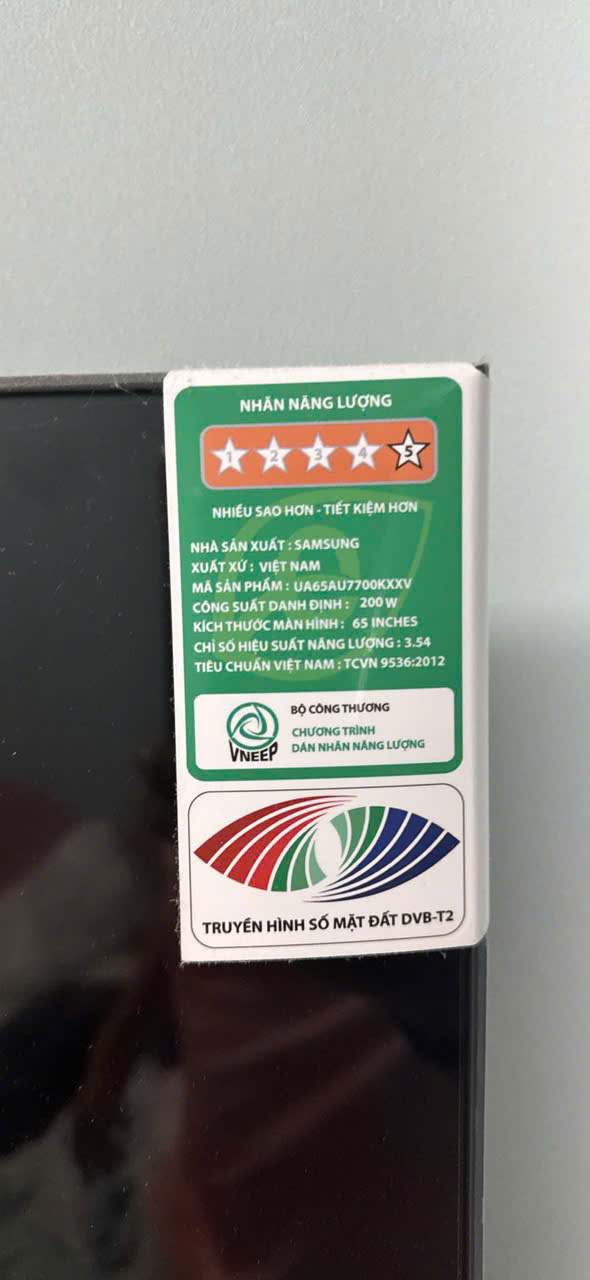 NHÃN NĂNG LƯỢNG
1 2 3 4 5
NHIỀU SAO HƠN - TIẾT KIỆM HƠN
NHÀ SẢN XUẤT : SAMSUNG
XUẤT XỨ : VIỆT NAM
MÃ SẢN PHẨM : UA65AU7700KXXV
CÔNG SUẤT DANH ĐỊNH : 200 W
KÍCH THƯỚC MÀN HÌNH : 65 INCHES
CHỈ SỐ HIỆU SUẤT NĂNG LƯỢNG : 3.54
TIÊU CHUẨN VIỆT NAM : TCVN 9536:2012
BỘ CÔNG THƯƠNG
CHƯƠNG TRÌNH
DÁN NHÃN NĂNG LƯỢNG
VNEEP
TRUYỀN HÌNH SỐ MẶT ĐẤT DVB-T2